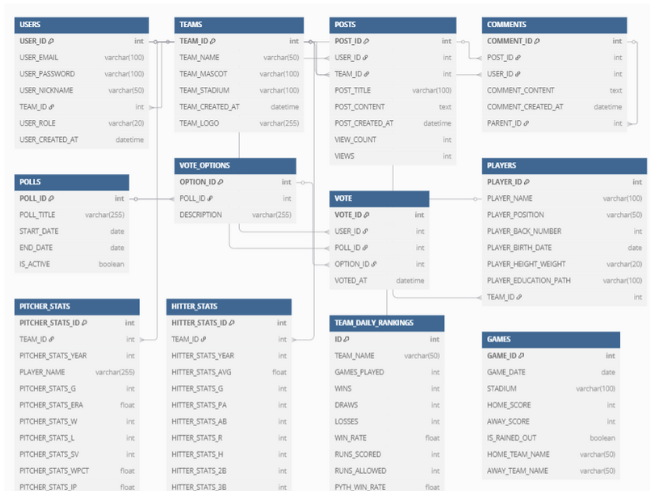 USERS
USER_ID int
USER_EMAIL varchar(100)
USER_PASSWORD varchar(100)
USER_NICKNAME varchar(50)
TEAM_ID int
USER_ROLE varchar(20)
USER_CREATED_AT datetime
TEAMS
TEAM_ID int
TEAM_NAME varchar(50)
TEAM_MASCOT varchar(100)
TEAM_STADIUM varchar(100)
TEAM_CREATED_AT datetime
TEAM_LOGO varchar(255)
POSTS
POST_ID int
USER_ID int
TEAM_ID int
POST_TITLE varchar(100)
POST_CONTENT text
POST_CREATED_AT datetime
VIEW_COUNT int
VIEWS int
COMMENTS
COMMENT_ID int
POST_ID int
USER_ID int
COMMENT_CONTENT text
COMMENT_CREATED_AT datetime
PARENT_ID int
POLLS
POLL_ID int
POLL_TITLE varchar(255)
START_DATE date
END_DATE date
IS_ACTIVE boolean
VOTE_OPTIONS
OPTION_ID int
POLL_ID int
DESCRIPTION varchar(255)
VOTE
VOTE_ID int
USER_ID int
POLL_ID int
OPTION_ID int
VOTED_AT datetime
PLAYERS
PLAYER_ID int
PLAYER_NAME varchar(100)
PLAYER_POSITION varchar(50)
PLAYER_BACK_NUMBER int
PLAYER_BIRTH_DATE date
PLAYER_HEIGHT_WEIGHT varchar(20)
PLAYER_EDUCATION_PATH varchar(100)
TEAM_ID int
PITCHER_STATS
PITCHER_STATS_ID int
TEAM_ID int
PITCHER_STATS_YEAR int
PLAYER_NAME varchar(255)
PITCHER_STATS_G int
PITCHER_STATS_ERA float
PITCHER_STATS_W int
PITCHER_STATS_L int
PITCHER_STATS_SV int
PITCHER_STATS_WPCT float
PITCHER_STATS_IP float
HITTER_STATS
HITTER_STATS_ID int
TEAM_ID int
HITTER_STATS_YEAR int
HITTER_STATS_AVG float
HITTER_STATS_G int
HITTER_STATS_PA int
HITTER_STATS_AB int
HITTER_STATS_R int
HITTER_STATS_H int
HITTER_STATS_2B int
HITTER_STATS_3B int
TEAM_DAILY_RANKINGS
ID int
TEAM_NAME varchar(50)
GAMES_PLAYED int
WINS int
DRAWS int
LOSSES int
WIN_RATE float
RUNS_SCORED int
RUNS_ALLOWED int
PYTH_WIN_RATE float
GAMES
GAME_ID int
GAME_DATE date
STADIUM varchar(100)
HOME_SCORE int
AWAY_SCORE int
IS_RAINED_OUT boolean
HOME_TEAM_NAME varchar(50)
AWAY_TEAM_NAME varchar(50)